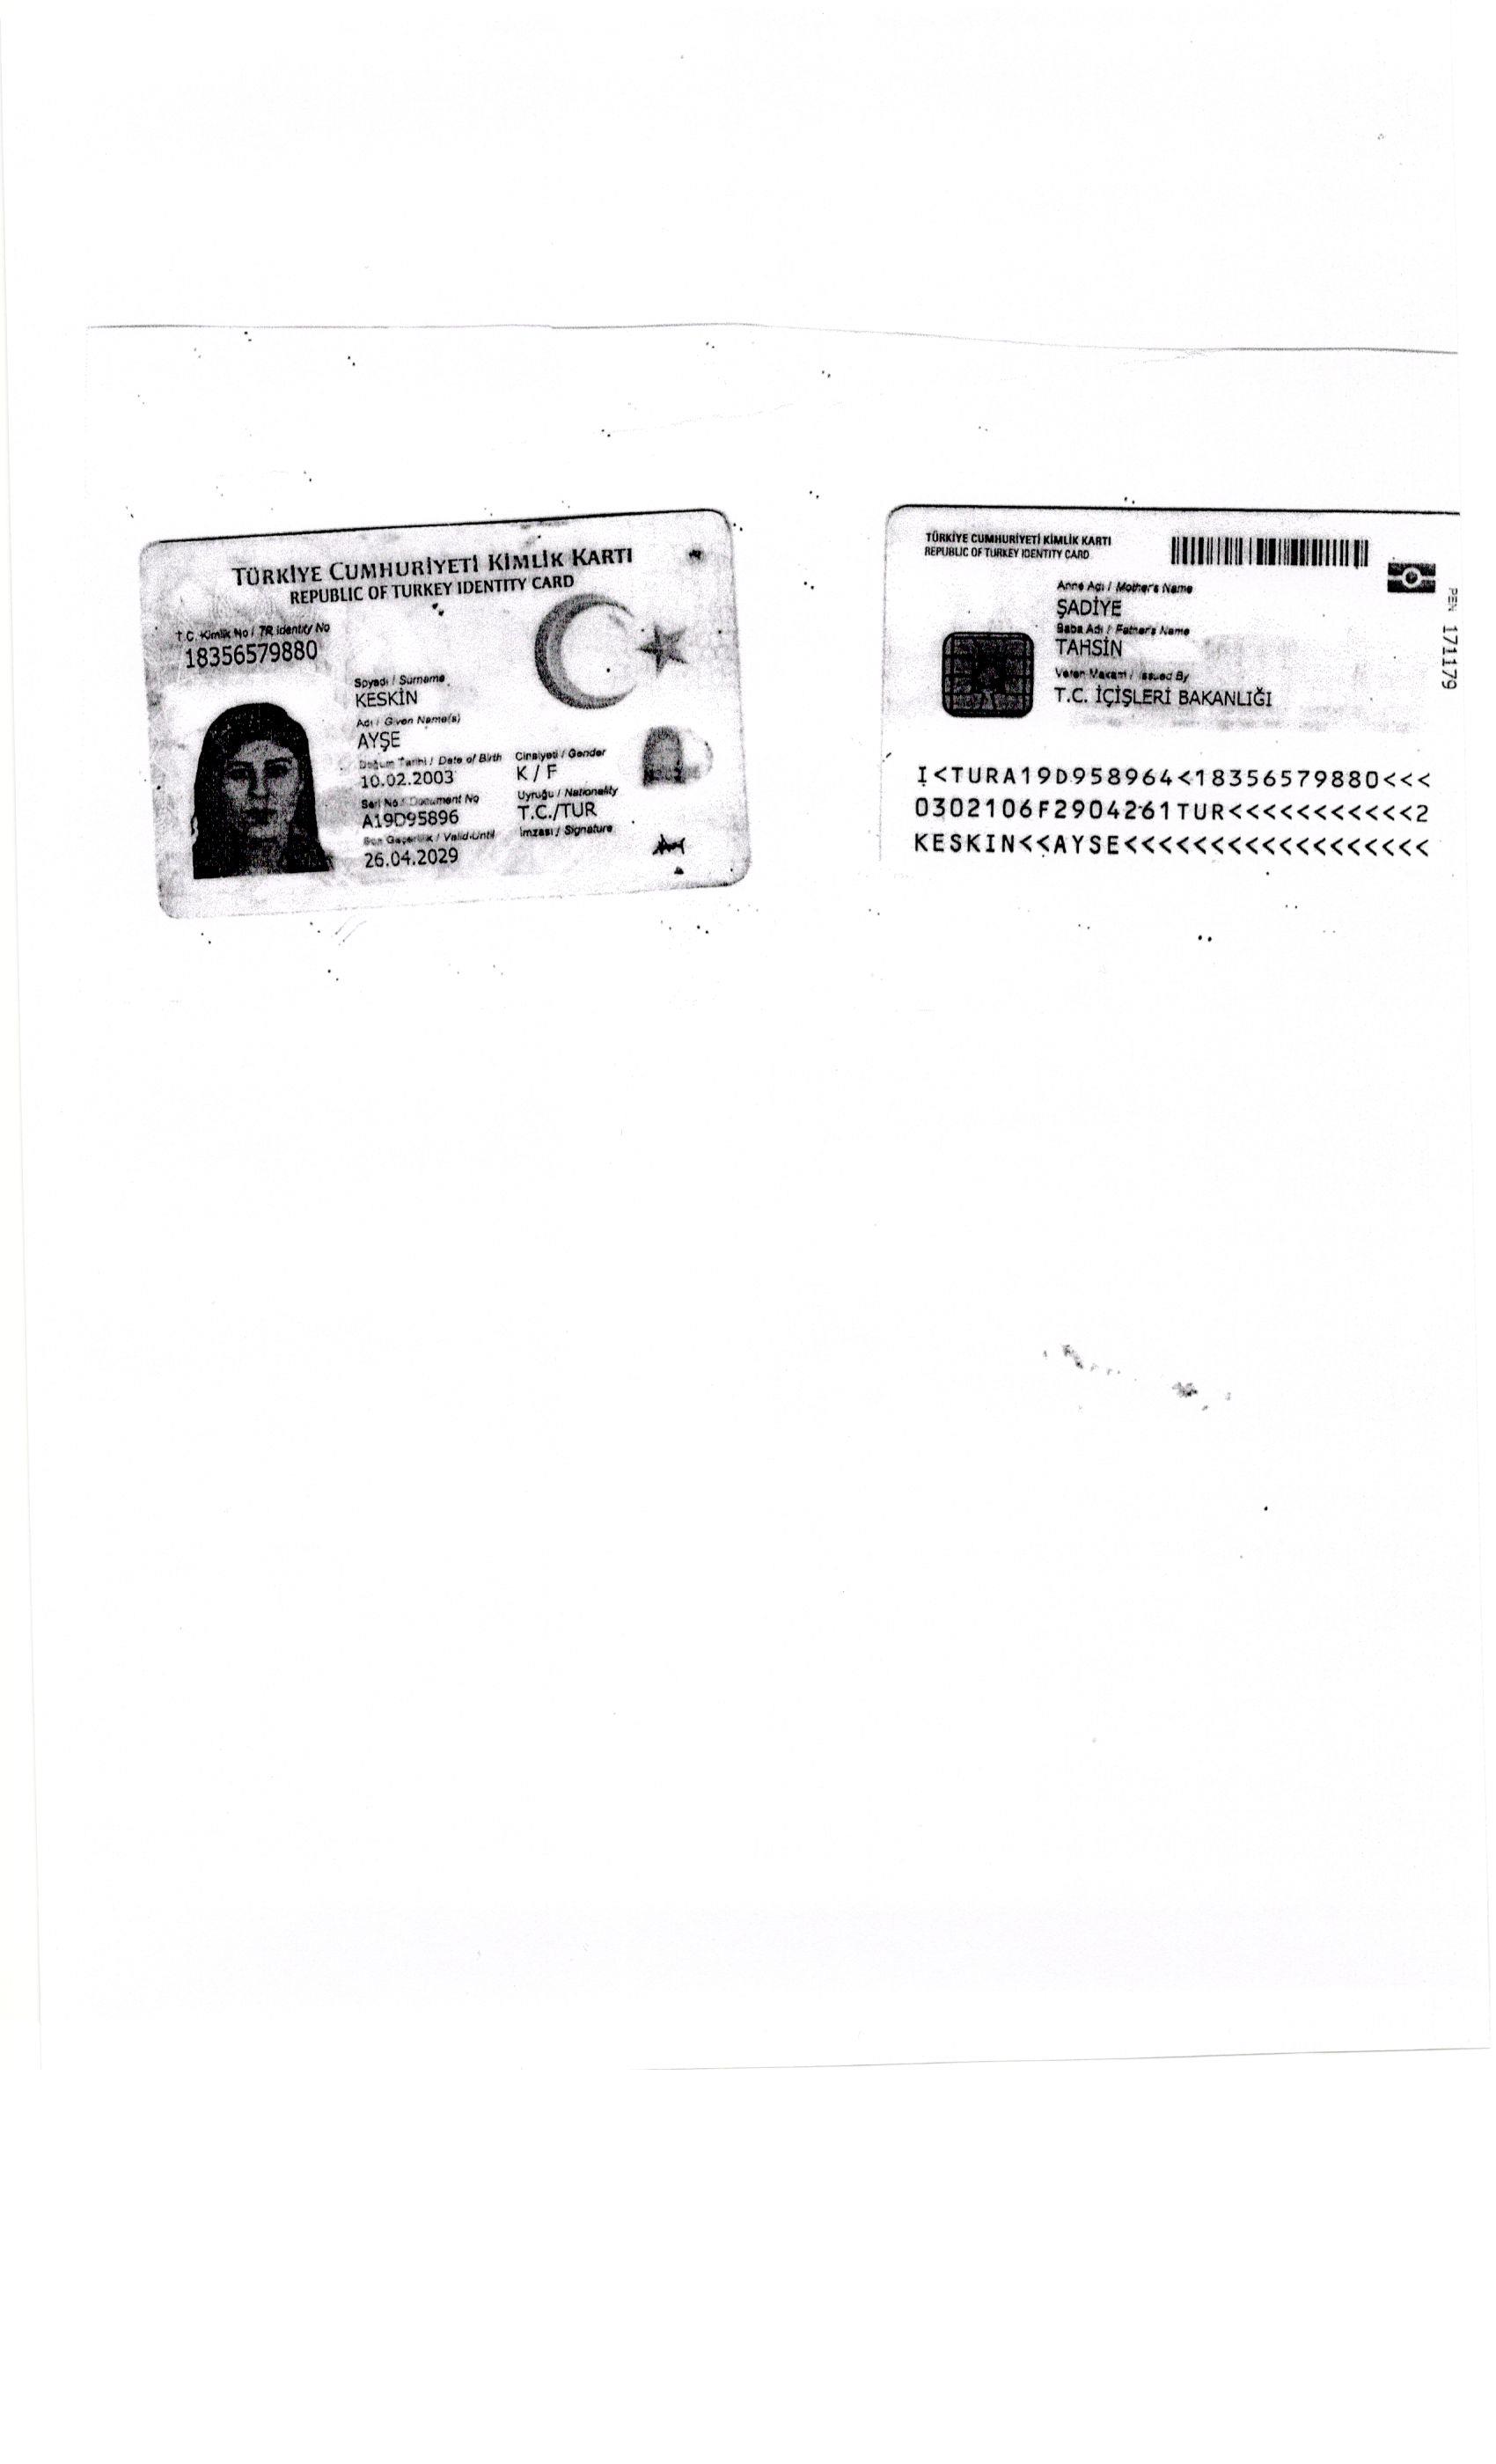 TÜRKİYE CUMHURİYETİ KİMLİK KARTI
REPUBLIC OF TURKEY IDENTITY CARD
T.C. Kimlik No / TR Identity No
18356579880
Soyadı / Surname
KESKİN
Adı / Given Name(s)
AYŞE
Doğum Tarihi / Date of Birth Cinsiyeti / Gender
10.02.2003 K / F
Seri No / Document No Uyruğu / Nationality
A19D95896 T.C./TUR
Son Geçerlilik / Valid Until İmzası / Signature
26.04.2029
TÜRKİYE CUMHURİYETİ KİMLİK KARTI
REPUBLIC OF TURKEY IDENTITY CARD
Anne Adı / Mother's Name
ŞADİYE
Baba Adı / Father's Name
TAHSİN
Veren Makam / Issued By
T.C. İÇİŞLERİ BAKANLIĞI
PEN 171179
I<TURA19D958964<18356579880<<<
0302106F2904261TUR<<<<<<<<<<<2
KESKIN<<AYSE<<<<<<<<<<<<<<<<<<